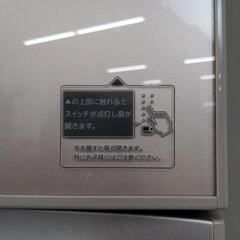 ▲の上部に触れると
スイッチが点灯し扉が
開きます。
手を離すと扉が開きます。
特にお子様にはご注意ください。